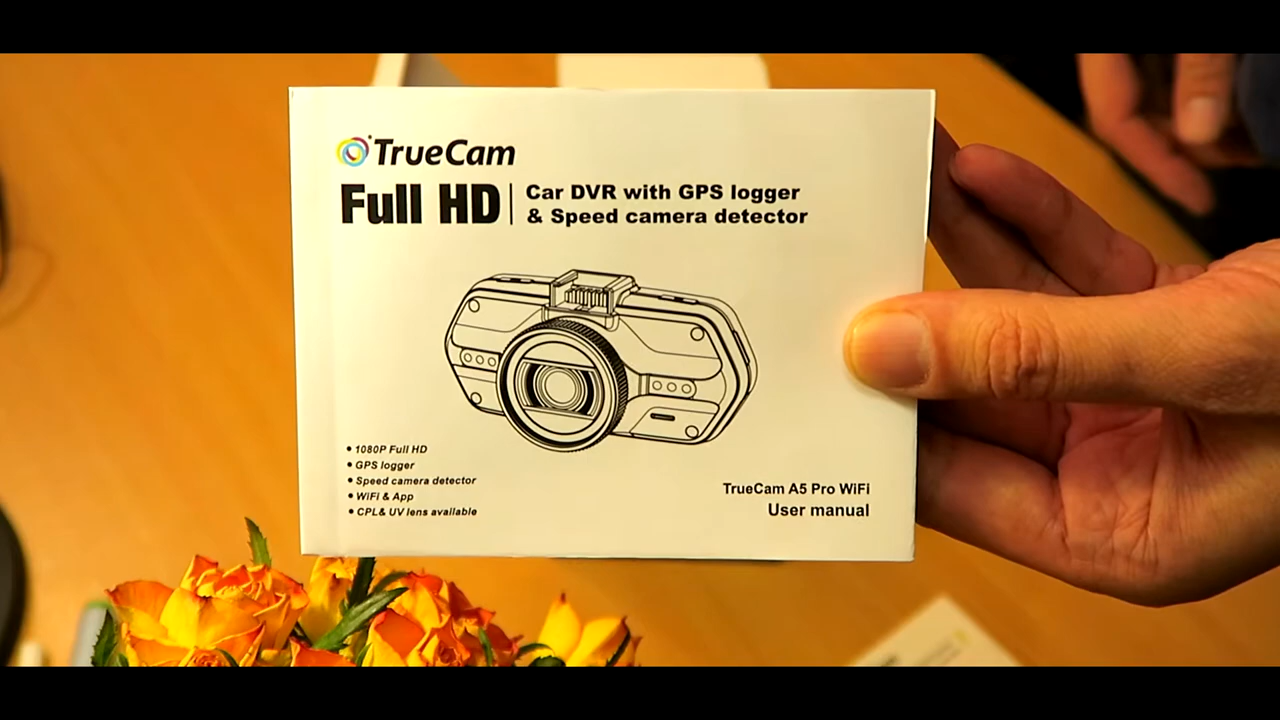 TrueCam
Full HD
Car DVR with GPS logger
& Speed camera detector
• 1080P Full HD
• GPS logger
• Speed camera detector
• WiFi & App
• CPL& UV lens available
TrueCam A5 Pro WiFi
User manual